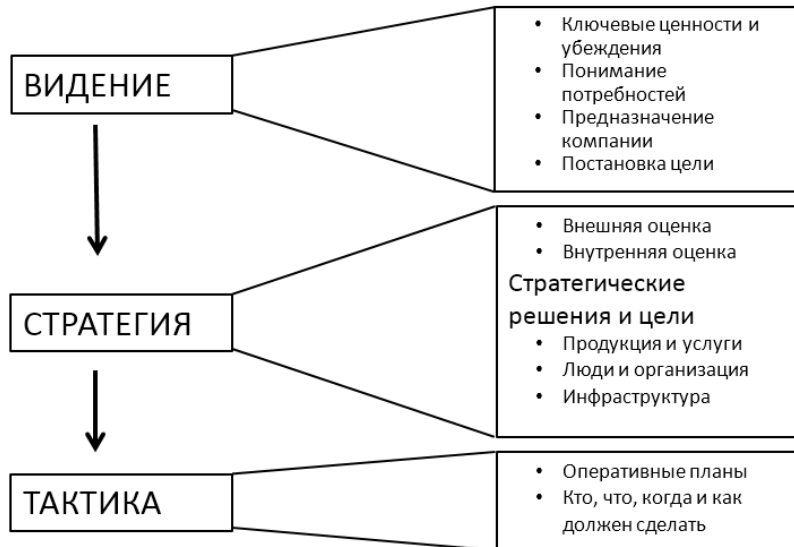 ВИДЕНИЕ
• Ключевые ценности и
убеждения
• Понимание
потребностей
• Предназначение
компании
• Постановка цели
СТРАТЕГИЯ
• Внешняя оценка
• Внутренняя оценка
Стратегические
решения и цели
• Продукция и услуги
• Люди и организация
• Инфраструктура
ТАКТИКА
• Оперативные планы
• Кто, что, когда и как
должен сделать